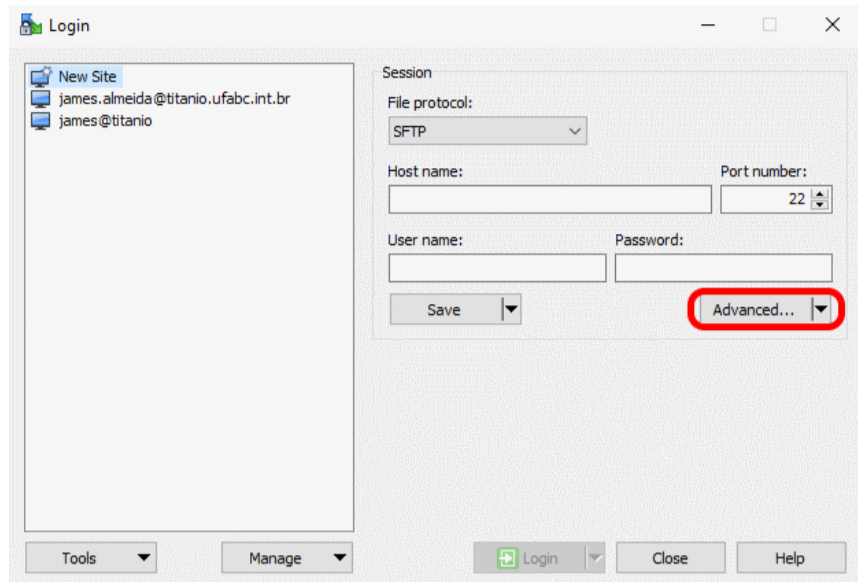 Login
New Site
james.almeida@titanio.ufabc.int.br
james@titanio
Session
File protocol:
SFTP
Host name:
Port number:
22
User name:
Password:
Save
Advanced...
Tools
Manage
Login
Close
Help